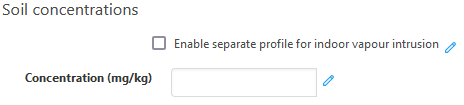 Soil concentrations
Enable separate profile for indoor vapour intrusion
Concentration (mg/kg)